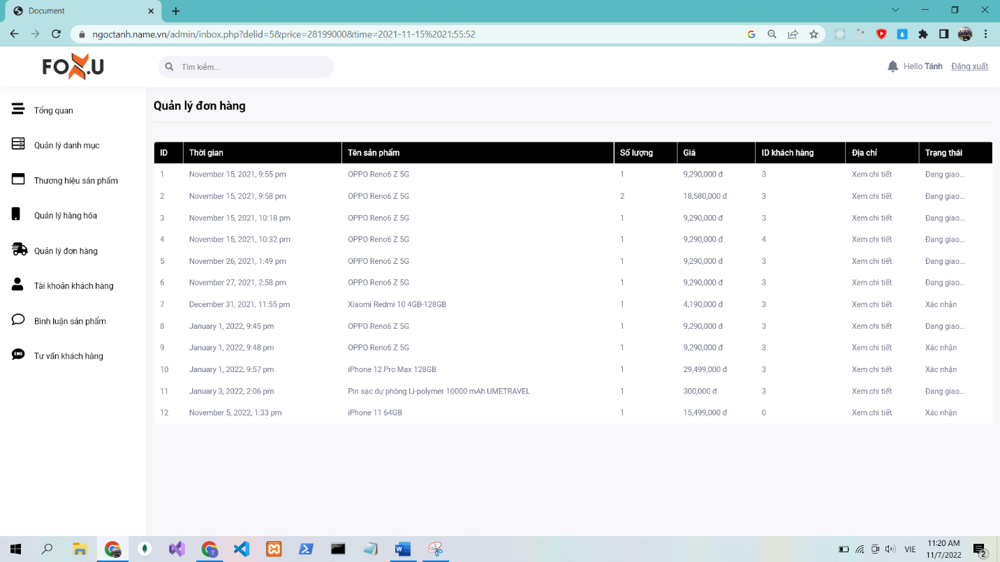 Document
ngoctanh.name.vn/admin/inbox.php?delid=5&price=28199000&time=2021-11-15%2021:55:52
FOX.U
Tìm kiếm...
Hello Tánh Đăng xuất
Tổng quan
Quản lý danh mục
Thương hiệu sản phẩm
Quản lý hàng hóa
Quản lý đơn hàng
Tài khoản khách hàng
Bình luận sản phẩm
SMS
Tư vấn khách hàng
Quản lý đơn hàng
ID Thời gian Tên sản phẩm Số lượng Giá ID khách hàng Địa chỉ Trạng thái
1 November 15, 2021, 9:55 pm OPPO Reno6 Z 5G 1 9,290,000 đ 3 Xem chi tiết Đang giao...
2 November 15, 2021, 9:58 pm OPPO Reno6 Z 5G 2 18,580,000 đ 3 Xem chi tiết Đang giao...
3 November 15, 2021, 10:18 pm OPPO Reno6 Z 5G 1 9,290,000 đ 3 Xem chi tiết Đang giao...
4 November 15, 2021, 10:32 pm OPPO Reno6 Z 5G 1 9,290,000 đ 4 Xem chi tiết Đang giao...
5 November 26, 2021, 1:49 pm OPPO Reno6 Z 5G 1 9,290,000 đ 3 Xem chi tiết Đang giao...
6 November 27, 2021, 2:58 pm OPPO Reno6 Z 5G 1 9,290,000 đ 3 Xem chi tiết Đang giao...
7 December 31, 2021, 11:55 pm Xiaomi Redmi 10 4GB-128GB 1 4,190,000 đ 3 Xem chi tiết Xác nhận
8 January 1, 2022, 9:45 pm OPPO Reno6 Z 5G 1 9,290,000 đ 3 Xem chi tiết Đang giao...
9 January 1, 2022, 9:48 pm OPPO Reno6 Z 5G 1 9,290,000 đ 3 Xem chi tiết Xác nhận
10 January 1, 2022, 9:57 pm iPhone 12 Pro Max 128GB 1 29,499,000 đ 3 Xem chi tiết Xác nhận
11 January 3, 2022, 2:06 pm Pin sạc dự phòng Li-polymer 10000 mAh UMETRAVEL 1 300,000 đ 3 Xem chi tiết Đang giao...
12 November 5, 2022, 1:33 pm iPhone 11 64GB 1 15,499,000 đ 0 Xem chi tiết Xác nhận
VIE
11:20 AM
11/7/2022
2